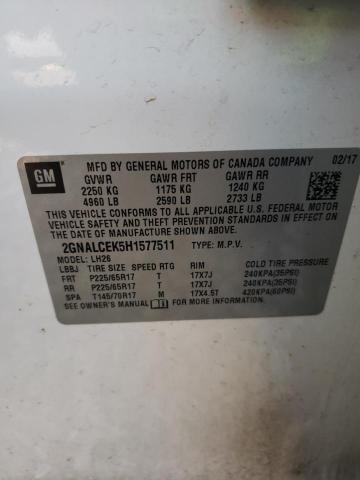 GM
MFD BY GENERAL MOTORS OF CANADA COMPANY 02/17
GVWR GAWR FRT GAWR RR
2250 KG 1175 KG 1240 KG
4960 LB 2590 LB 2733 LB
THIS VEHICLE CONFORMS TO ALL APPLICABLE U.S. FEDERAL MOTOR
VEHICLE SAFETY, BUMPER, AND THEFT PREVENTION STANDARDS IN
EFFECT ON THE DATE OF MANUFACTURE SHOWN ABOVE.
2GNALCEK5H1577511 TYPE: M.P.V.
MODEL: LH26
LBBJ TIRE SIZE SPEED RTG RIM COLD TIRE PRESSURE
FRT P225/65R17 T 17X7J 240KPA(35PSI)
RR P225/65R17 T 17X7J 240KPA(35PSI)
SPA T145/70R17 M 17X4.5T 420KPA(60PSI)
SEE OWNER'S MANUAL FOR MORE INFORMATION.